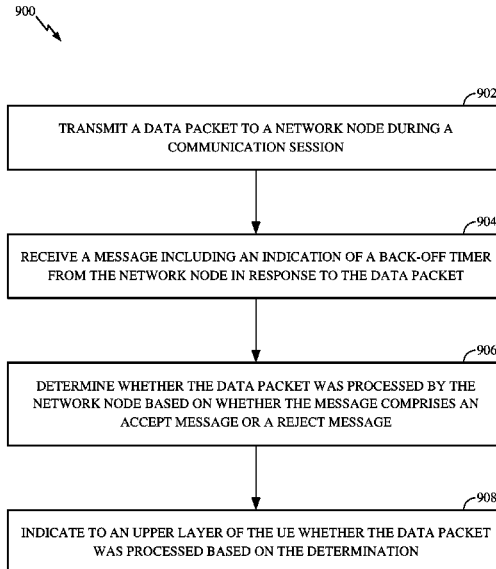 900
902
TRANSMIT A DATA PACKET TO A NETWORK NODE DURING A
COMMUNICATION SESSION
904
RECEIVE A MESSAGE INCLUDING AN INDICATION OF A BACK-OFF TIMER
FROM THE NETWORK NODE IN RESPONSE TO THE DATA PACKET
906
DETERMINE WHETHER THE DATA PACKET WAS PROCESSED BY THE
NETWORK NODE BASED ON WHETHER THE MESSAGE COMPRISES AN
ACCEPT MESSAGE OR A REJECT MESSAGE
908
INDICATE TO AN UPPER LAYER OF THE UE WHETHER THE DATA PACKET
WAS PROCESSED BASED ON THE DETERMINATION